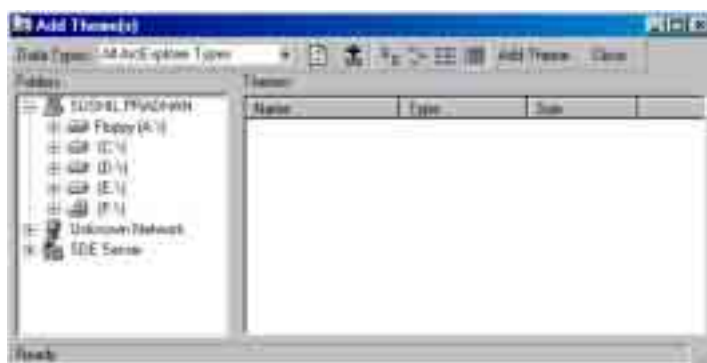 Add Theme(s)
Data Types: All ArcExplorer Types Add Theme Close
Folders Themes
SUSHIL PRADHAN Name Type Size
Floppy (A:\)
(C:\)
(D:\)
(E:\)
(F:\)
Unknown Network
SDE Server
Ready